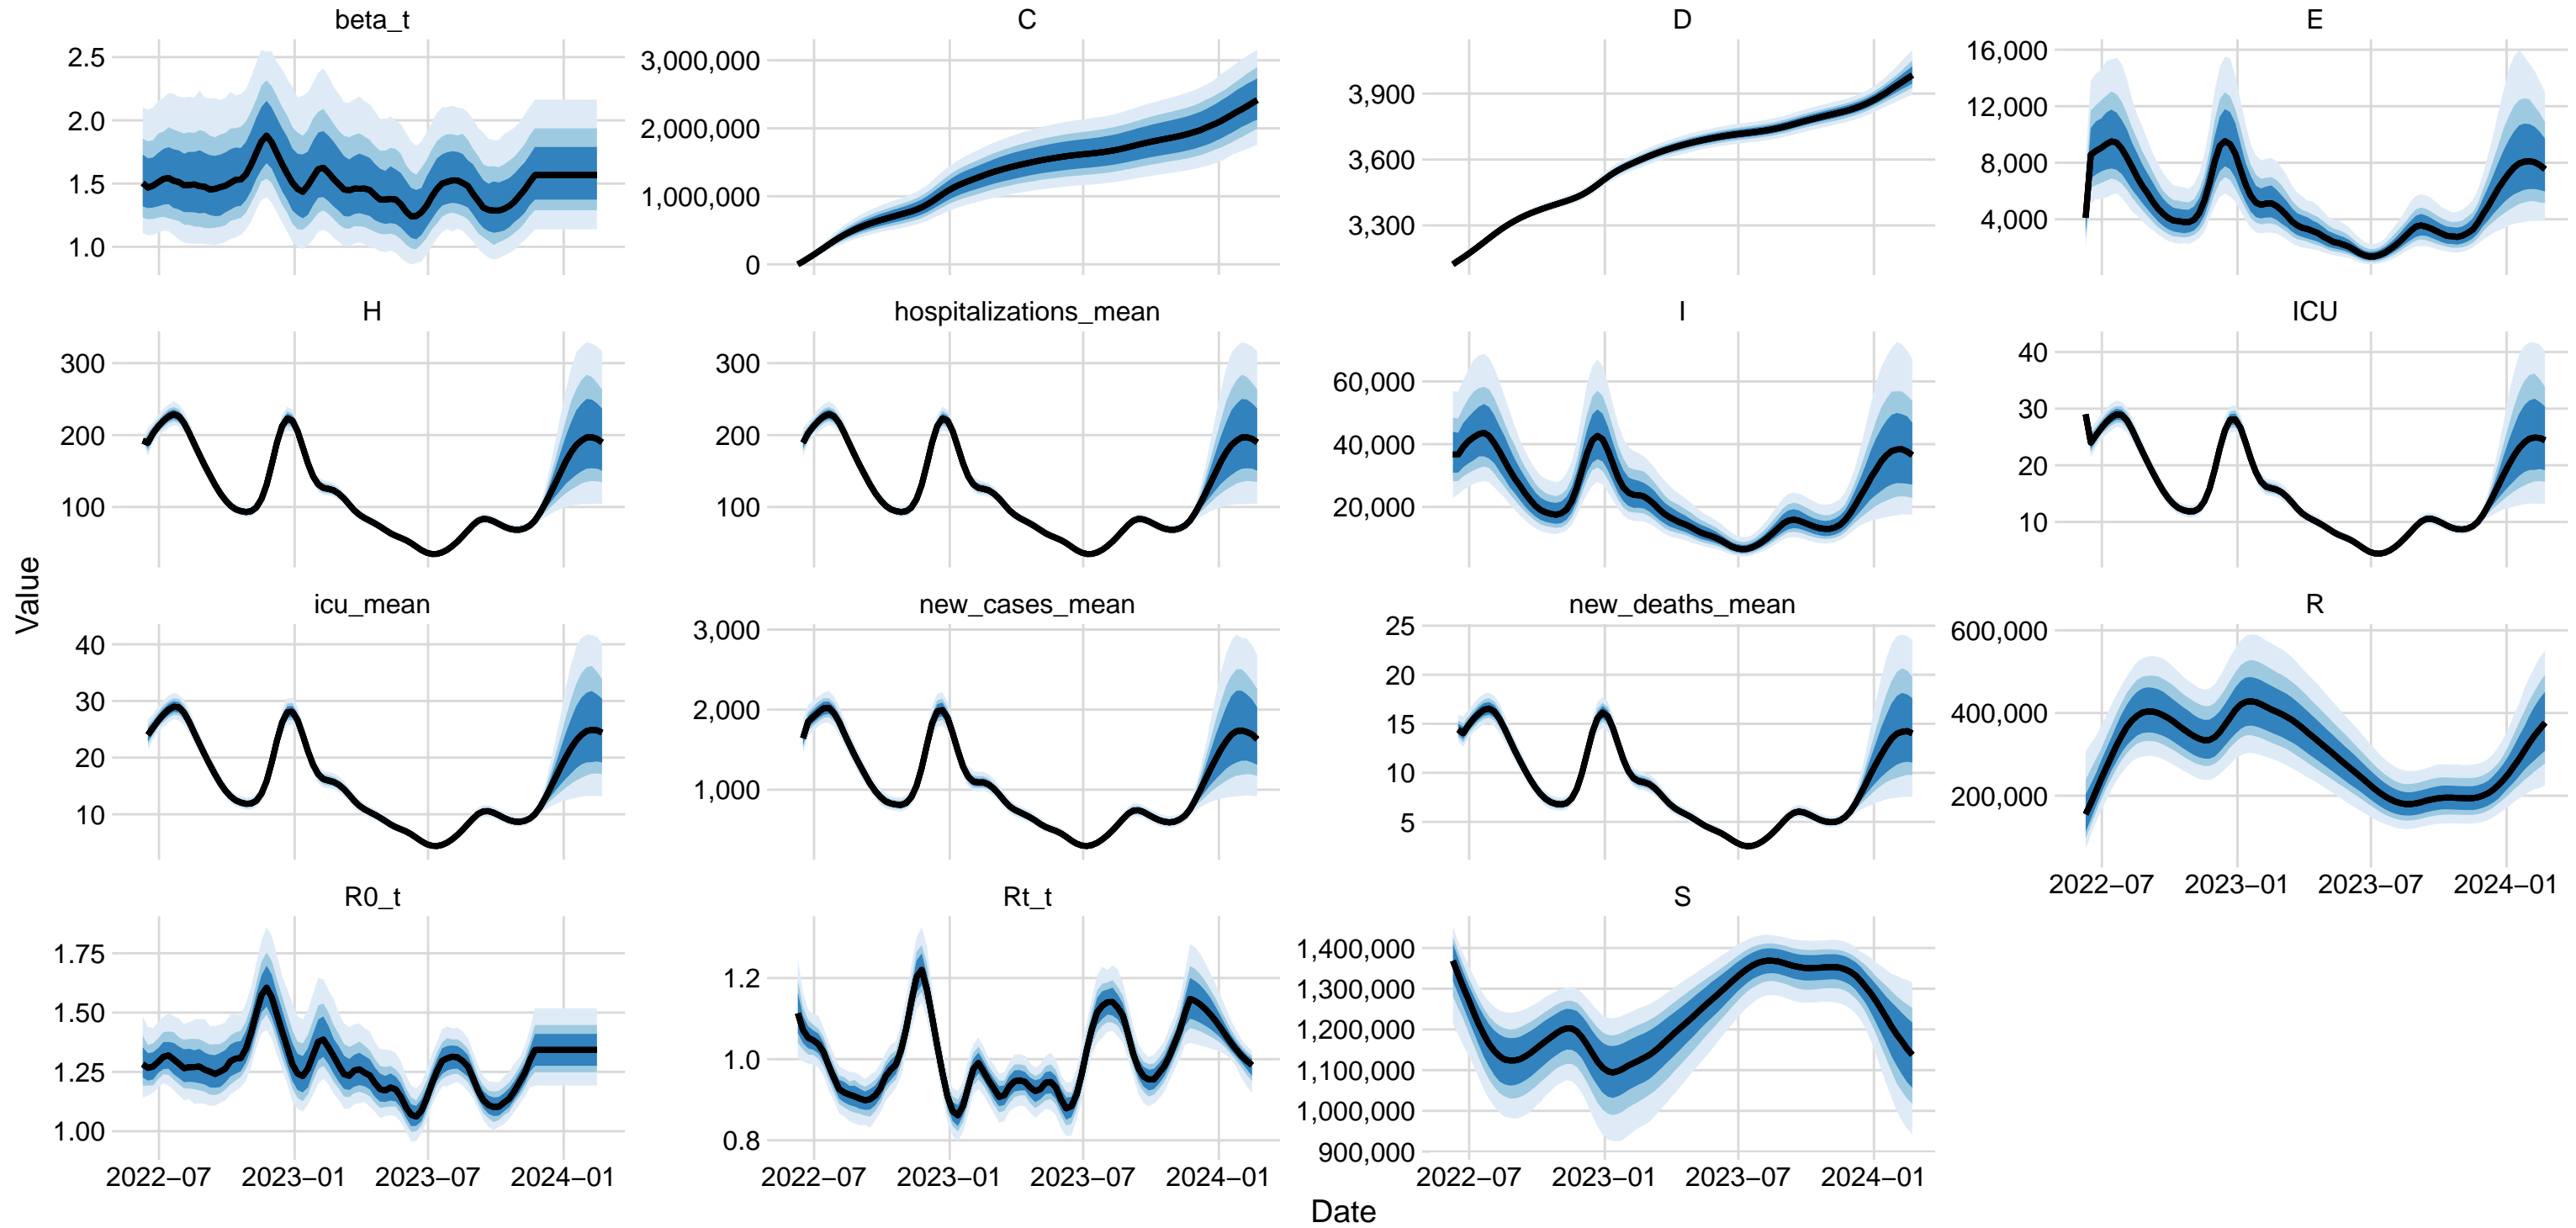 beta_t
C
D
E
2.5
2.0
1.5
1.0
3,000,000
2,000,000
1,000,000
0
3,900
3,600
3,300
16,000
12,000
8,000
4,000
H
hospitalizations_mean
I
ICU
300
200
100
300
200
100
60,000
40,000
20,000
40
30
20
10
icu_mean
new_cases_mean
new_deaths_mean
R
40
30
20
10
3,000
2,000
1,000
25
20
15
10
5
600,000
400,000
200,000
2022−07 2023−01 2023−07 2024−01
R0_t
Rt_t
S
1.75
1.50
1.25
1.00
1.2
1.0
0.8
1,400,000
1,300,000
1,200,000
1,100,000
1,000,000
900,000
2022−07 2023−01 2023−07 2024−01
2022−07 2023−01 2023−07 2024−01
2022−07 2023−01 2023−07 2024−01
Value
Date